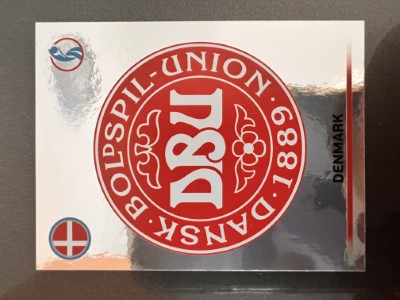 DANSK · BOLDSPIL-UNION · 1889 ·
DBU
DENMARK